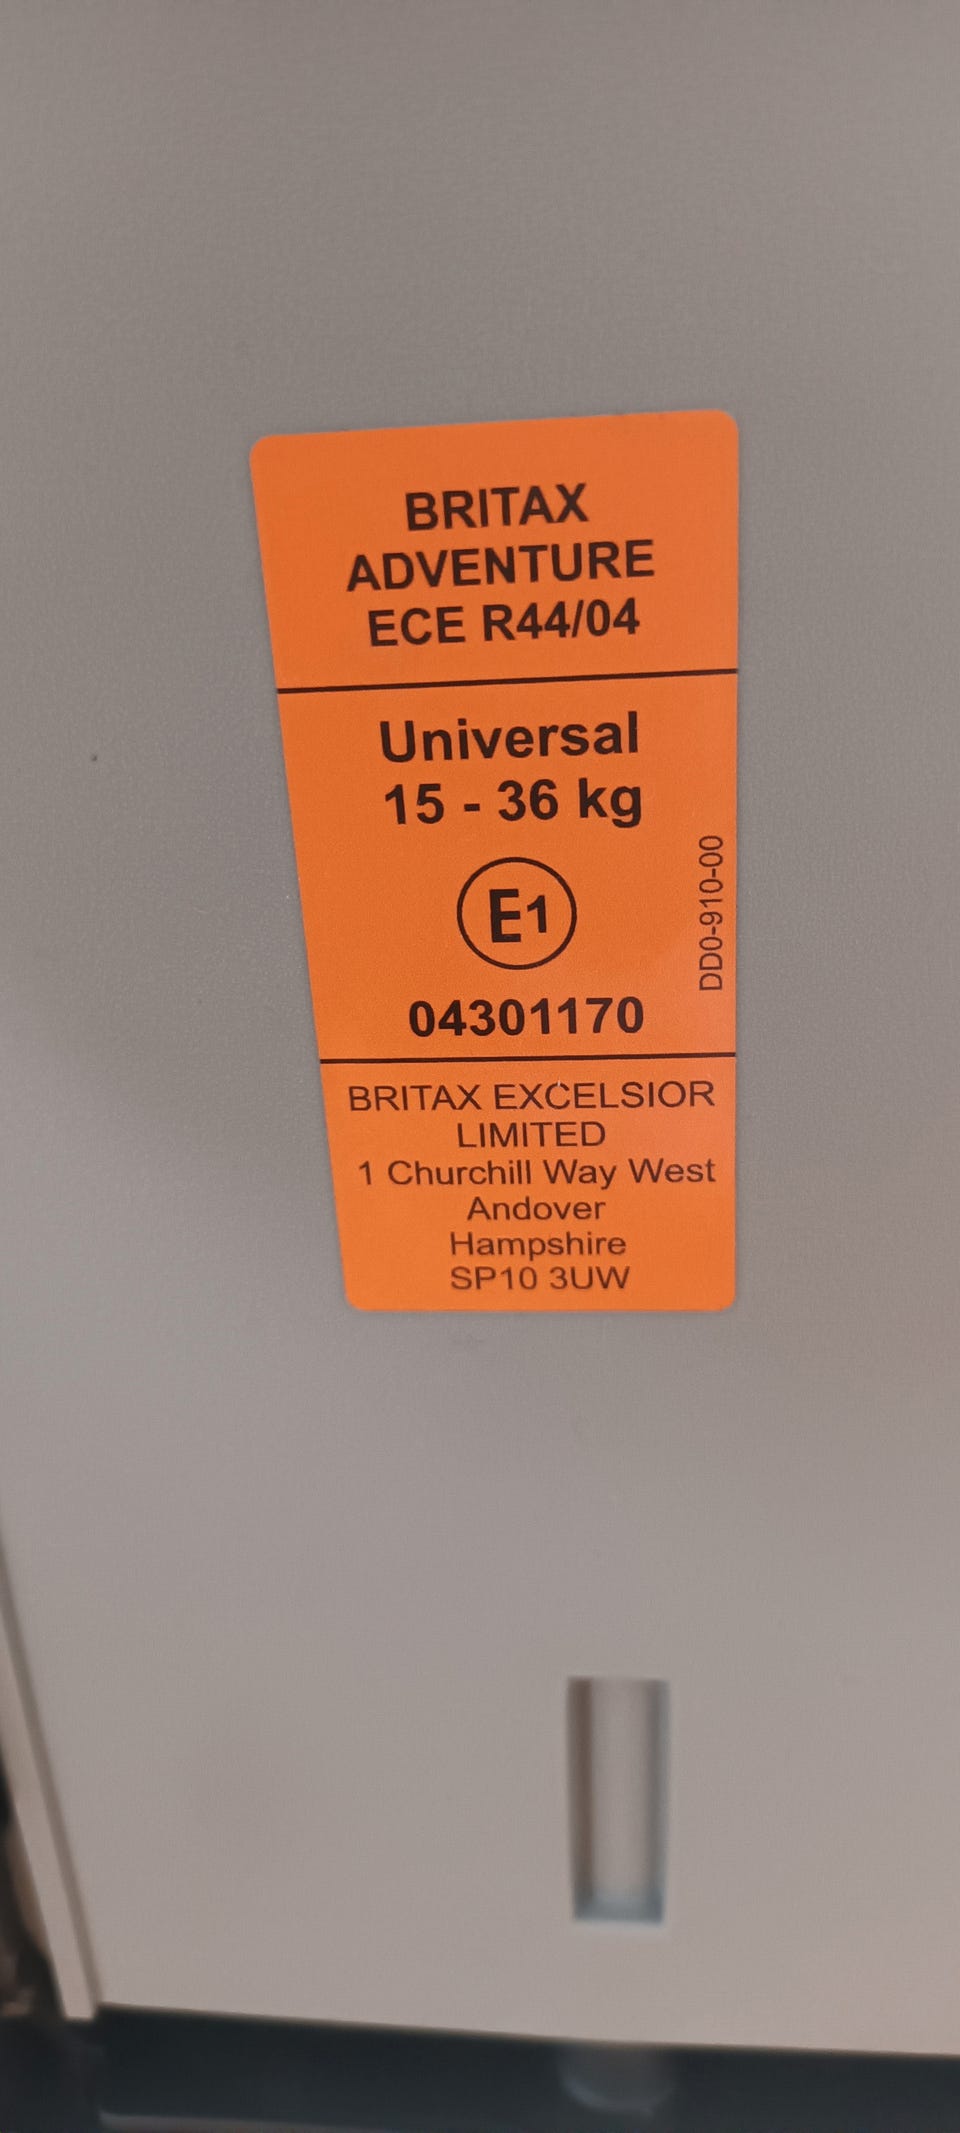 BRITAX
ADVENTURE
ECE R44/04
Universal
15 - 36 kg
E1
04301170
DD0-910-00
BRITAX EXCELSIOR
LIMITED
1 Churchill Way West
Andover
Hampshire
SP10 3UW